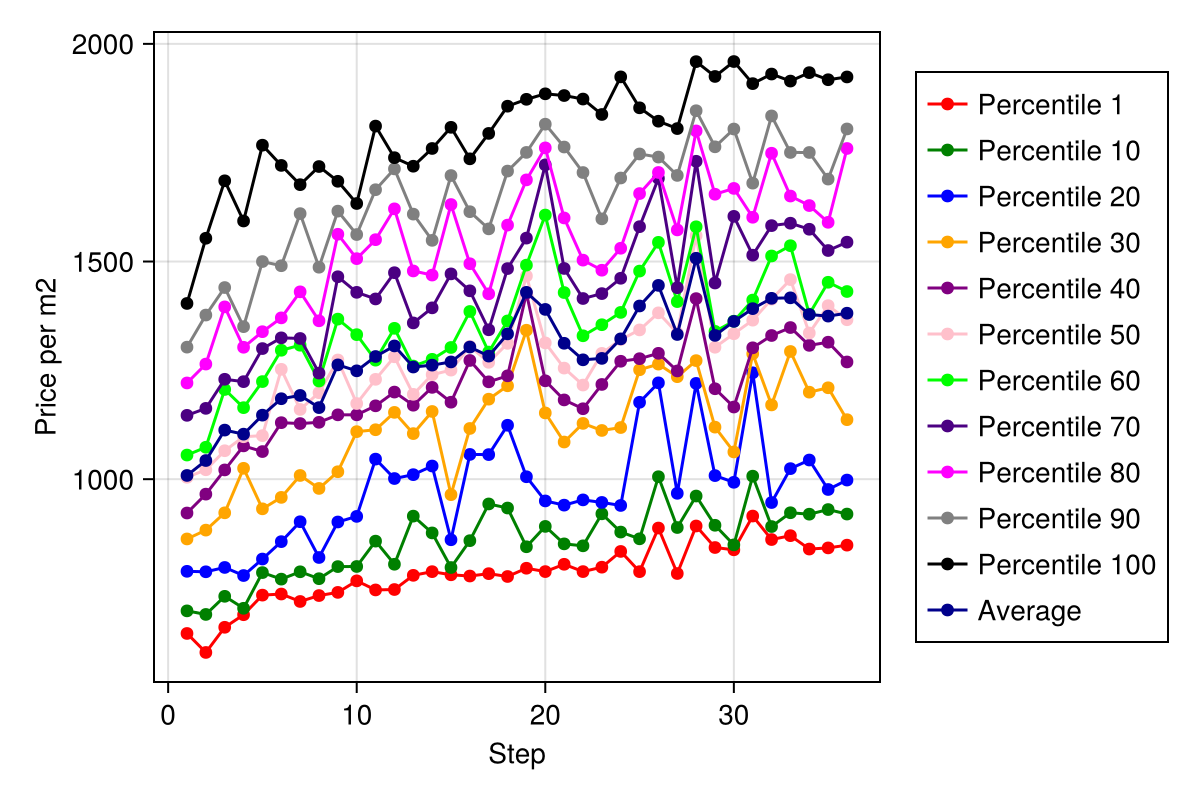 2000
1500
1000
0
10
20
30
Price per m2
Step
Percentile 1
Percentile 10
Percentile 20
Percentile 30
Percentile 40
Percentile 50
Percentile 60
Percentile 70
Percentile 80
Percentile 90
Percentile 100
Average